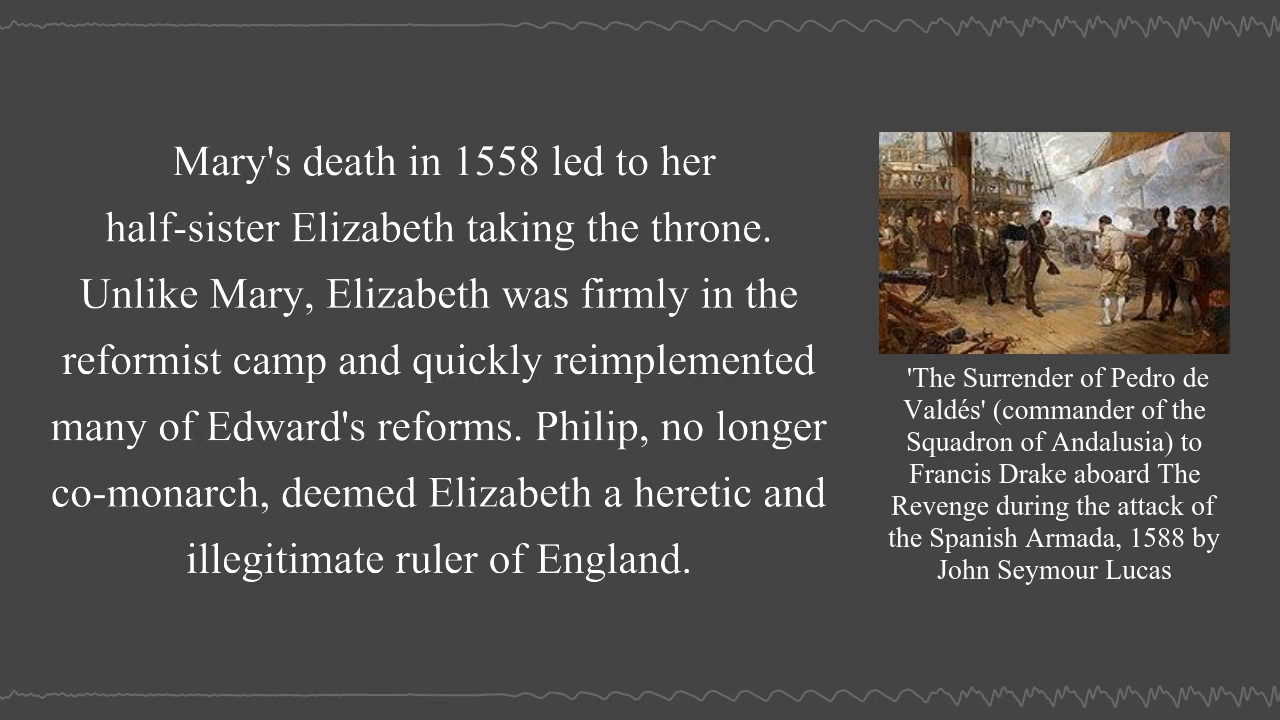 Mary's death in 1558 led to her
half-sister Elizabeth taking the throne.
Unlike Mary, Elizabeth was firmly in the
reformist camp and quickly reimplemented
many of Edward's reforms. Philip, no longer
co-monarch, deemed Elizabeth a heretic and
illegitimate ruler of England.
'The Surrender of Pedro de
Valdés' (commander of the
Squadron of Andalusia) to
Francis Drake aboard The
Revenge during the attack of
the Spanish Armada, 1588 by
John Seymour Lucas